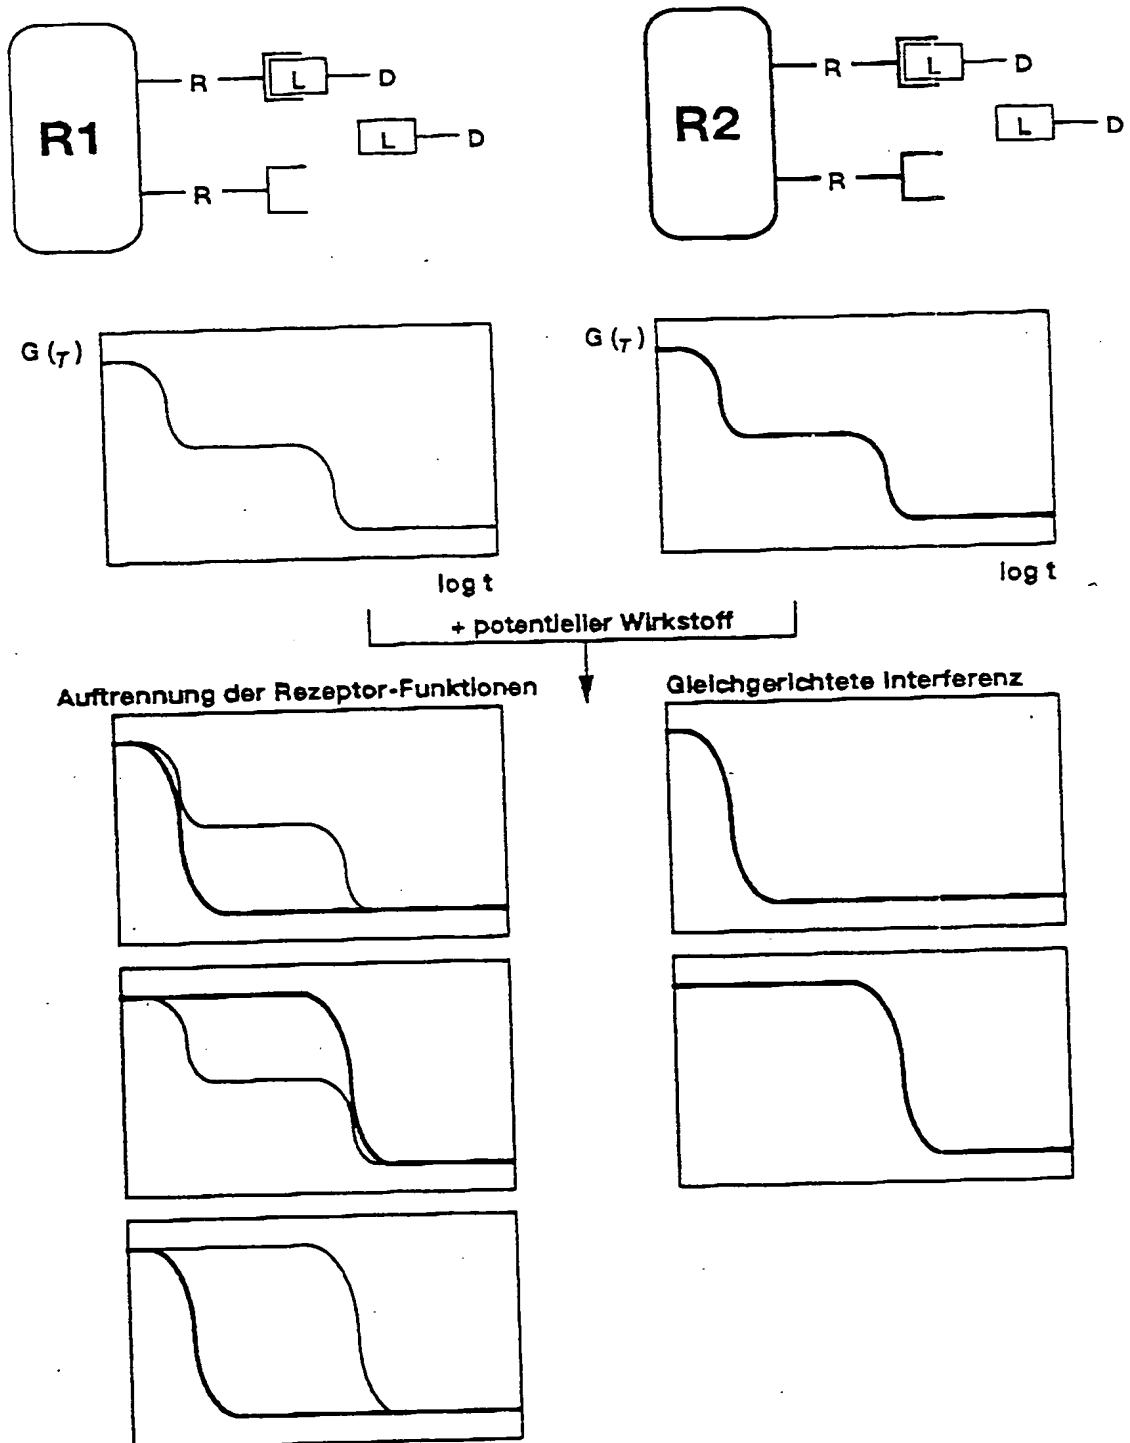 R L D
R1
L D
R
R L D
R2
L D
R
G (τ)
log t
G (τ)
log t
+ potentieller Wirkstoff
Auftrennung der Rezeptor-Funktionen
Gleichgerichtete Interferenz